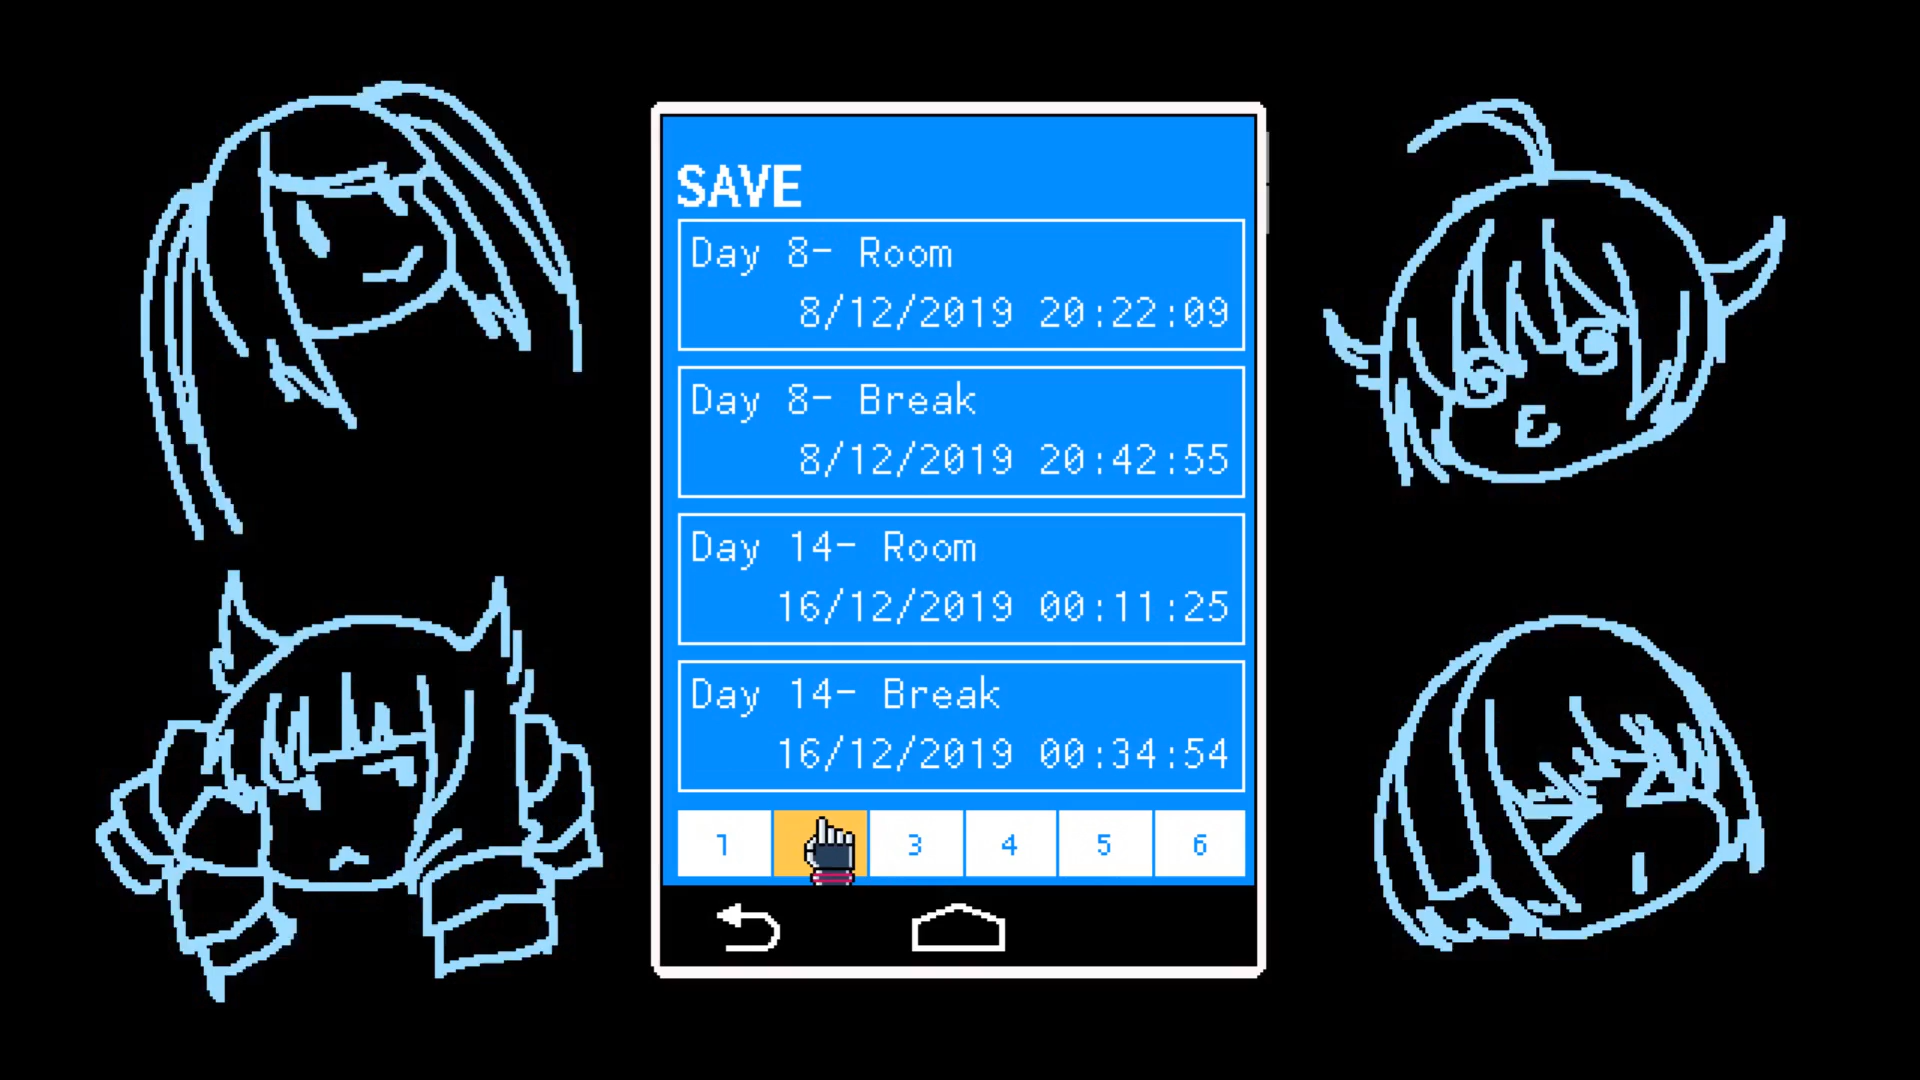 SAVE
Day 8- Room
8/12/2019 20:22:09
Day 8- Break
8/12/2019 20:42:55
Day 14- Room
16/12/2019 00:11:25
Day 14- Break
16/12/2019 00:34:54
1 3 4 5 6